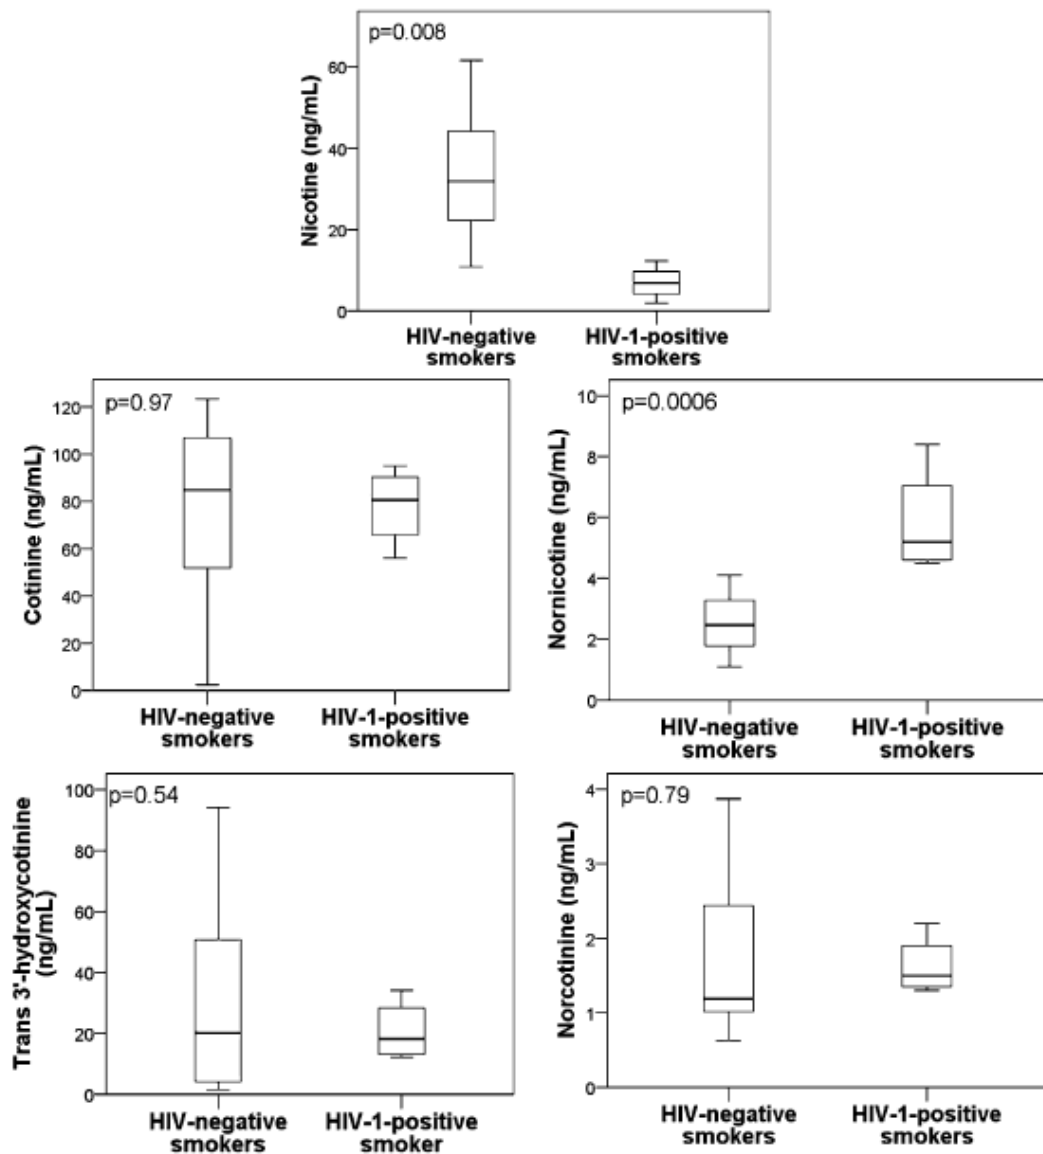 p=0.008
Nicotine (ng/mL)
60
40
20
0
HIV-negative
smokers
HIV-1-positive
smokers
p=0.97
Cotinine (ng/mL)
120
100
80
60
40
20
0
HIV-negative
smokers
HIV-1-positive
smokers
p=0.0006
Nornicotine (ng/mL)
10
8
6
4
2
0
HIV-negative
smokers
HIV-1-positive
smokers
p=0.54
Trans 3'-hydroxycotinine
(ng/mL)
100
80
60
40
20
0
HIV-negative
smokers
HIV-1-positive
smoker
p=0.79
Norcotinine (ng/mL)
4
3
2
1
0
HIV-negative
smokers
HIV-1-positive
smokers